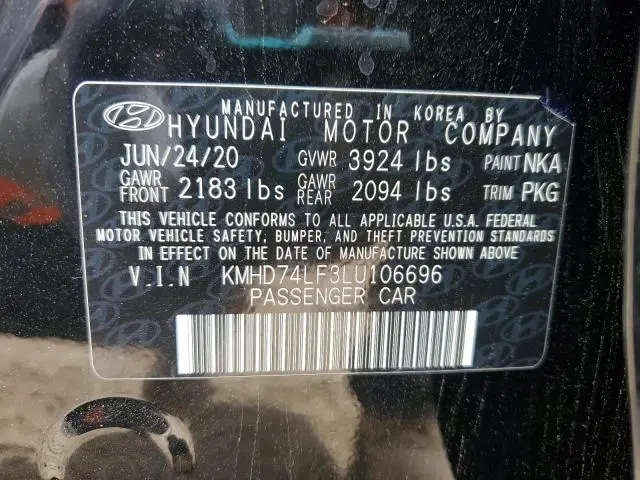 MANUFACTURED IN KOREA BY
HYUNDAI MOTOR COMPANY
JUN/24/20 GVWR 3924 lbs PAINT NKA
GAWR FRONT 2183 lbs GAWR REAR 2094 lbs TRIM PKG
THIS VEHICLE CONFORMS TO ALL APPLICABLE U.S.A. FEDERAL
MOTOR VEHICLE SAFETY, BUMPER, AND THEFT PREVENTION STANDARDS
IN EFFECT ON THE DATE OF MANUFACTURE SHOWN ABOVE
V.I.N KMHD74LF3LU106696
PASSENGER CAR